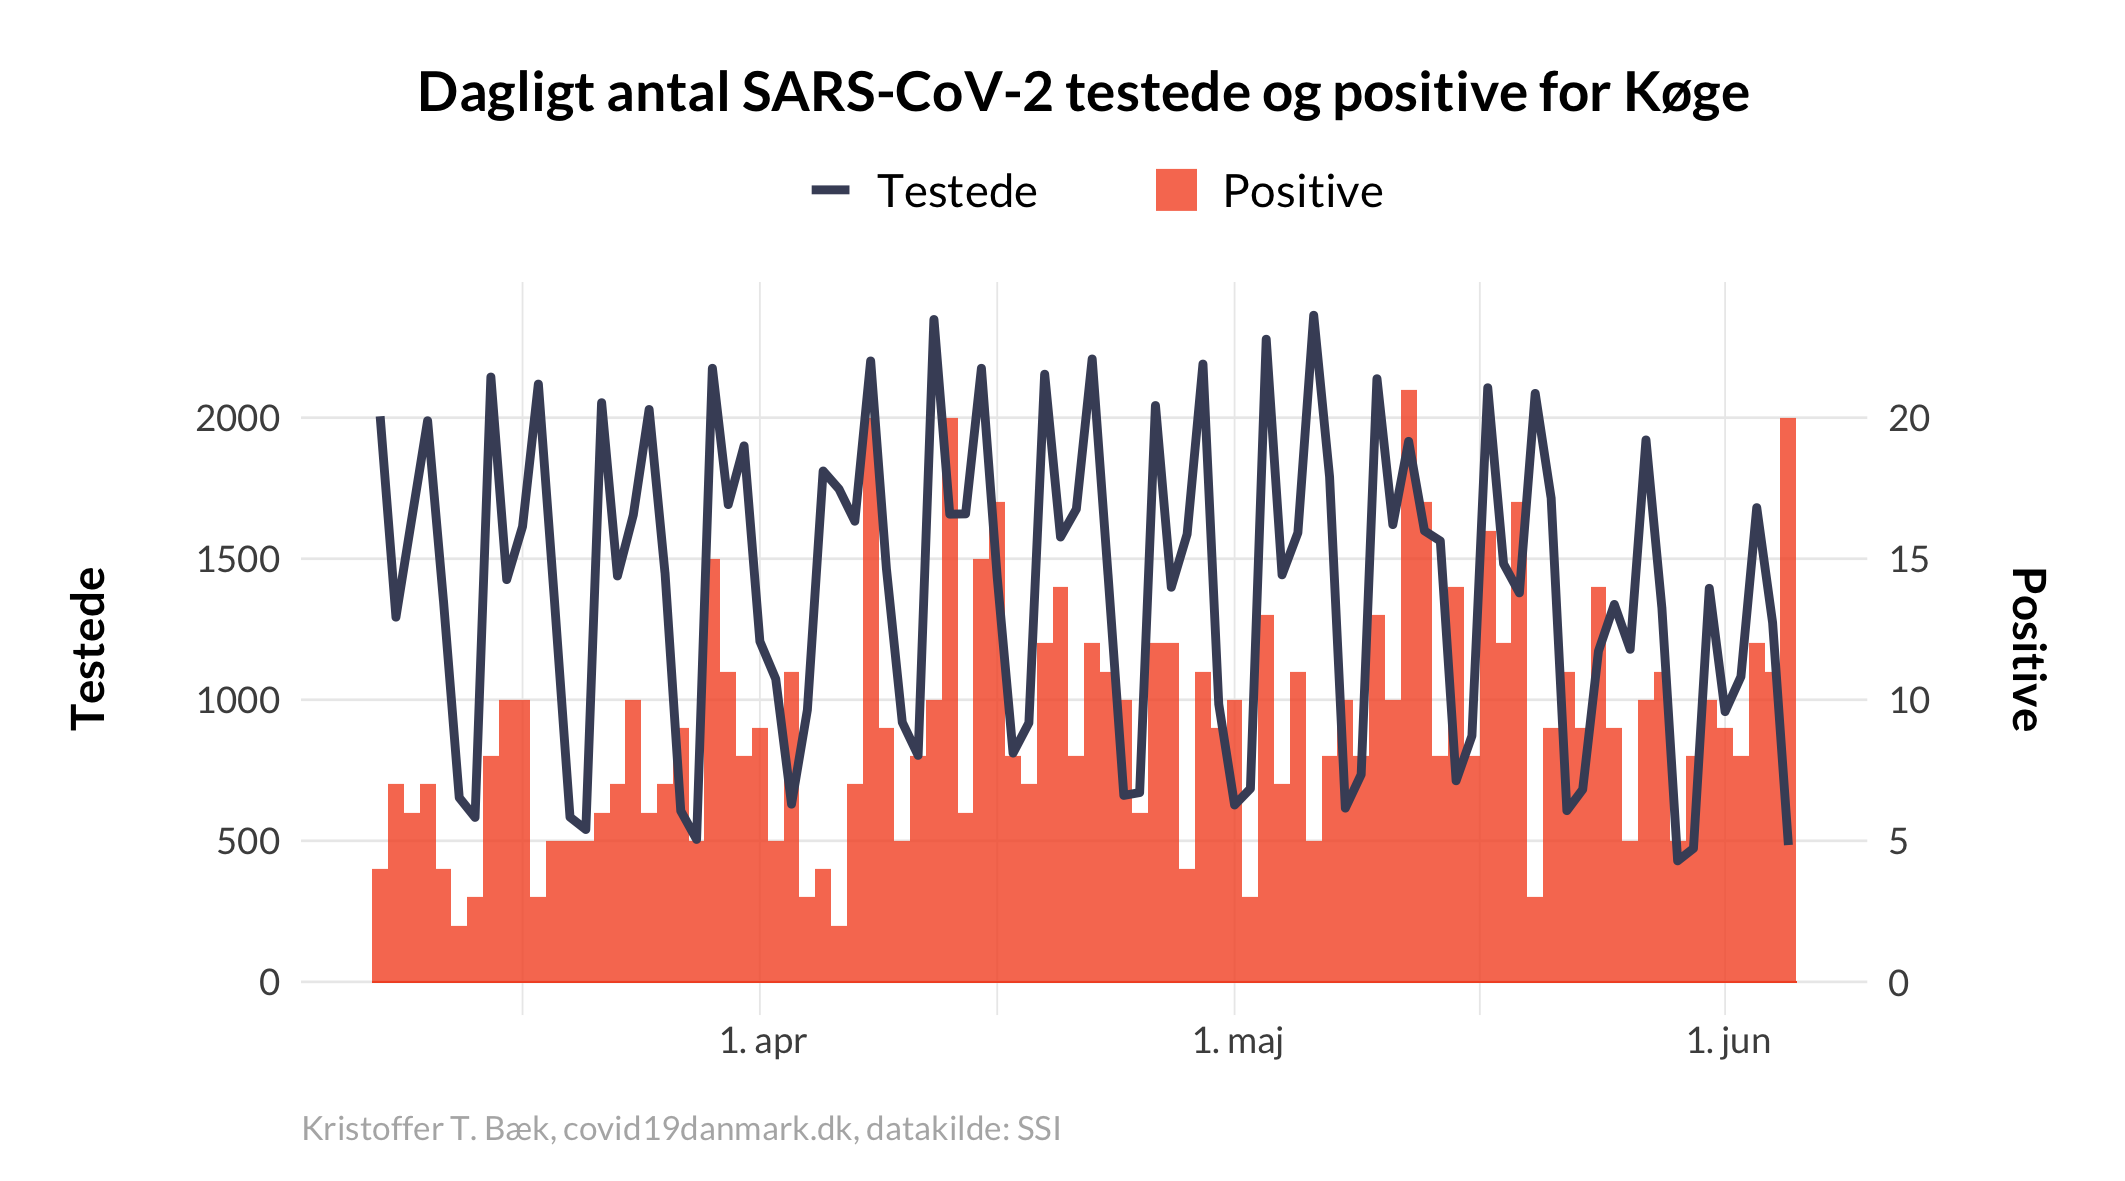 Dagligt antal SARS-CoV-2 testede og positive for Køge
Testede
Positive
2000
1500
1000
500
0
20
15
10
5
0
Testede
Positive
1. apr
1. maj
1. jun
Kristoffer T. Bæk, covid19danmark.dk, datakilde: SSI